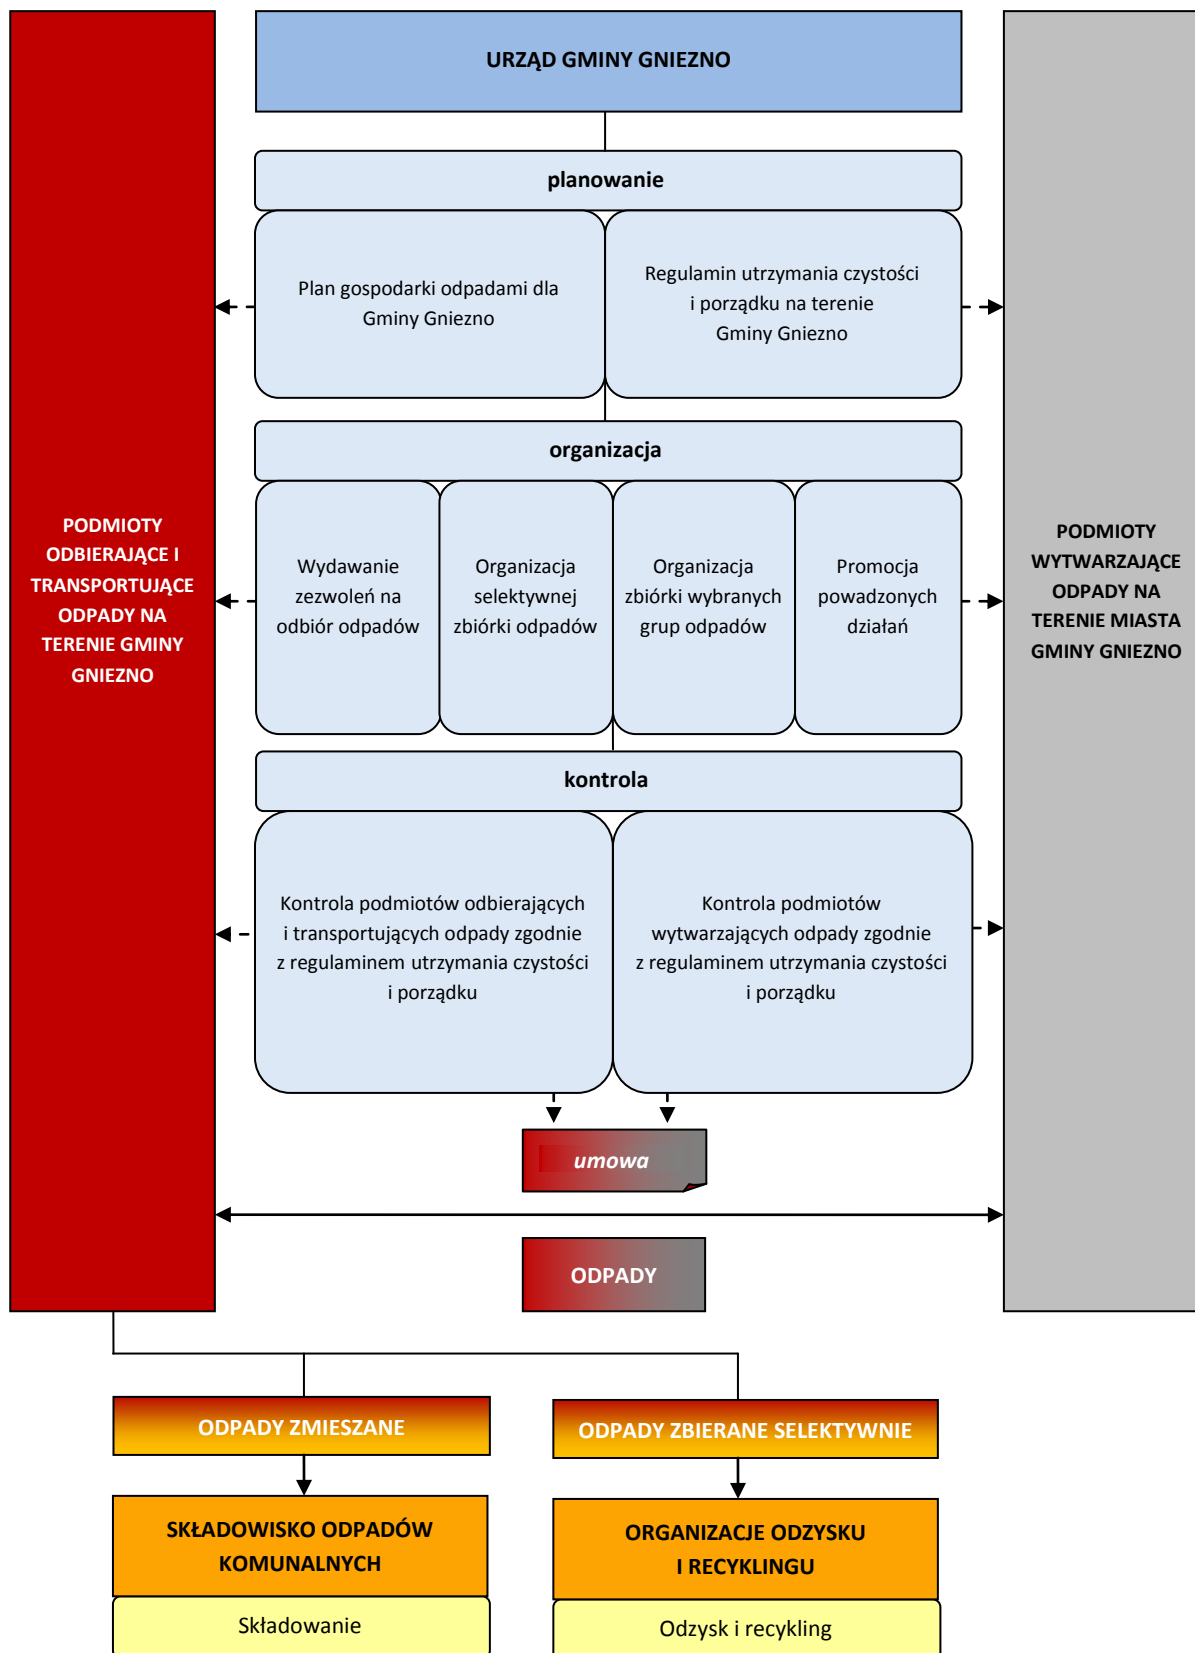 URZĄD GMINY GNIEZNO
planowanie
Plan gospodarki odpadami dla
Gminy Gniezno
Regulamin utrzymania czystości
i porządku na terenie
Gminy Gniezno
organizacja
Wydawanie
zezwoleń na
odbiór odpadów
Organizacja
selektywnej
zbiórki odpadów
Organizacja
zbiórki wybranych
grup odpadów
Promocja
powadzonych
działań
kontrola
Kontrola podmiotów odbierających
i transportujących odpady zgodnie
z regulaminem utrzymania czystości
i porządku
Kontrola podmiotów
wytwarzających odpady zgodnie
z regulaminem utrzymania czystości
i porządku
PODMIOTY
ODBIERAJĄCE I
TRANSPORTUJĄCE
ODPADY NA
TERENIE GMINY
GNIEZNO
PODMIOTY
WYTWARZAJĄCE
ODPADY NA
TERENIE MIASTA
GMINY GNIEZNO
umowa
ODPADY
ODPADY ZMIESZANE
ODPADY ZBIERANE SELEKTYWNIE
SKŁADOWISKO ODPADÓW
KOMUNALNYCH
ORGANIZACJE ODZYSKU
I RECYKLINGU
Składowanie
Odzysk i recykling